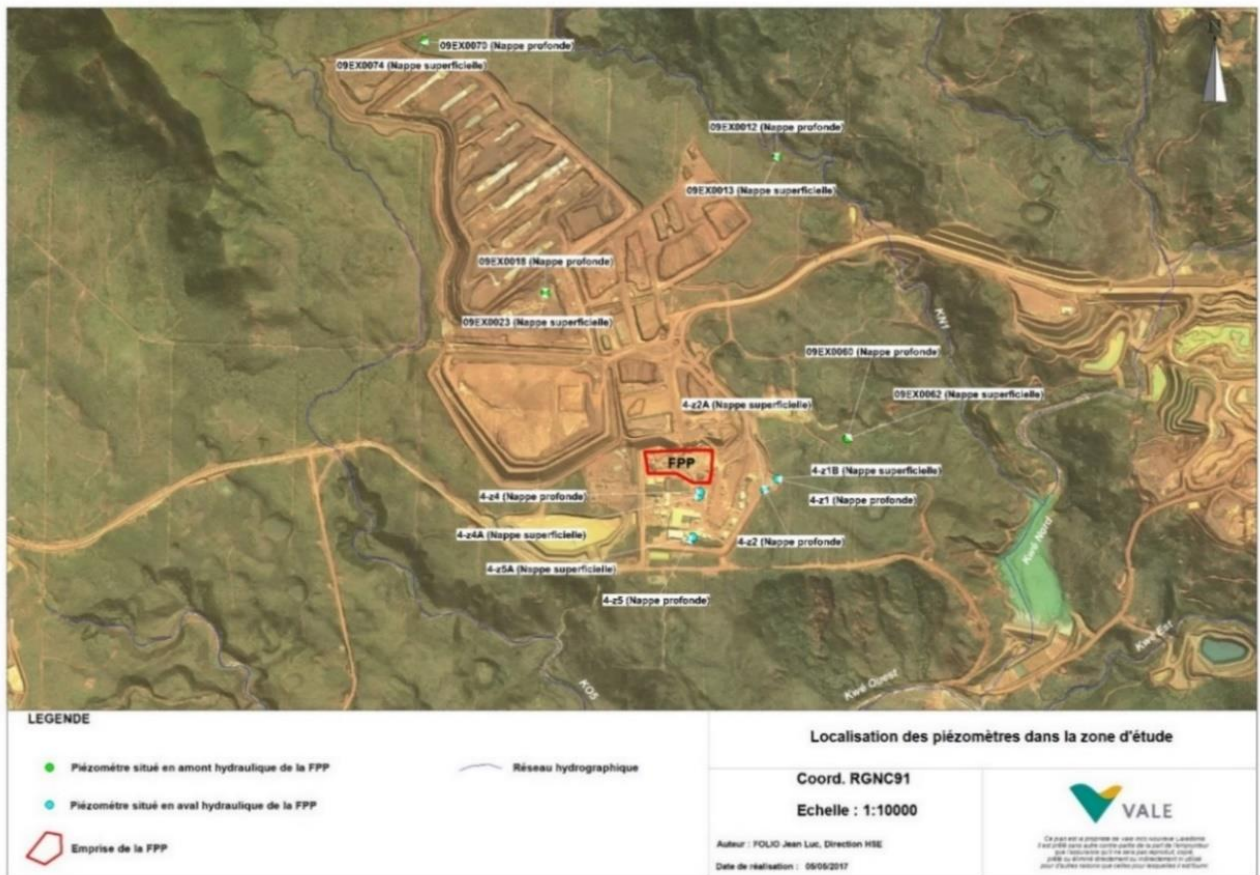 N
09EX0070 (Nappe profonde)
09EX0074 (Nappe superficielle)
09EX0012 (Nappe profonde)
09EX0013 (Nappe superficielle)
09EX0018 (Nappe profonde)
09EX0023 (Nappe superficielle)
KN1
09EX0060 (Nappe profonde)
09EX0062 (Nappe superficielle)
4-z2A (Nappe superficielle)
FPP
4-z1B (Nappe superficielle)
4-z4 (Nappe profonde)
4-z1 (Nappe profonde)
4-z4A (Nappe superficielle)
4-z2 (Nappe profonde)
Kwé Nord
4-z5A (Nappe superficielle)
4-z5 (Nappe profonde)
Kwé Est
KO5
Kwé Ouest
LEGENDE
Piézomètre situé en amont hydraulique de la FPP
Réseau hydrographique
Piézomètre situé en aval hydraulique de la FPP
Emprise de la FPP
Localisation des piézomètres dans la zone d'étude
Coord. RGNC91
Echelle : 1:10000
Auteur : FOLIO Jean Luc, Direction HSE
Date de réalisation : 05/05/2017
VALE